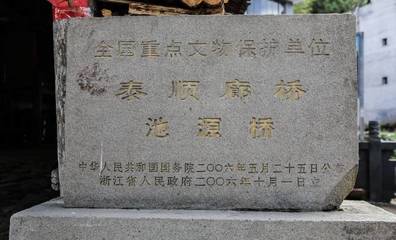 全国重点文物保护单位
泰顺廊桥
池源桥
中华人民共和国国务院二〇〇六年五月二十五日公布
浙江省人民政府二〇〇六年十月一日立